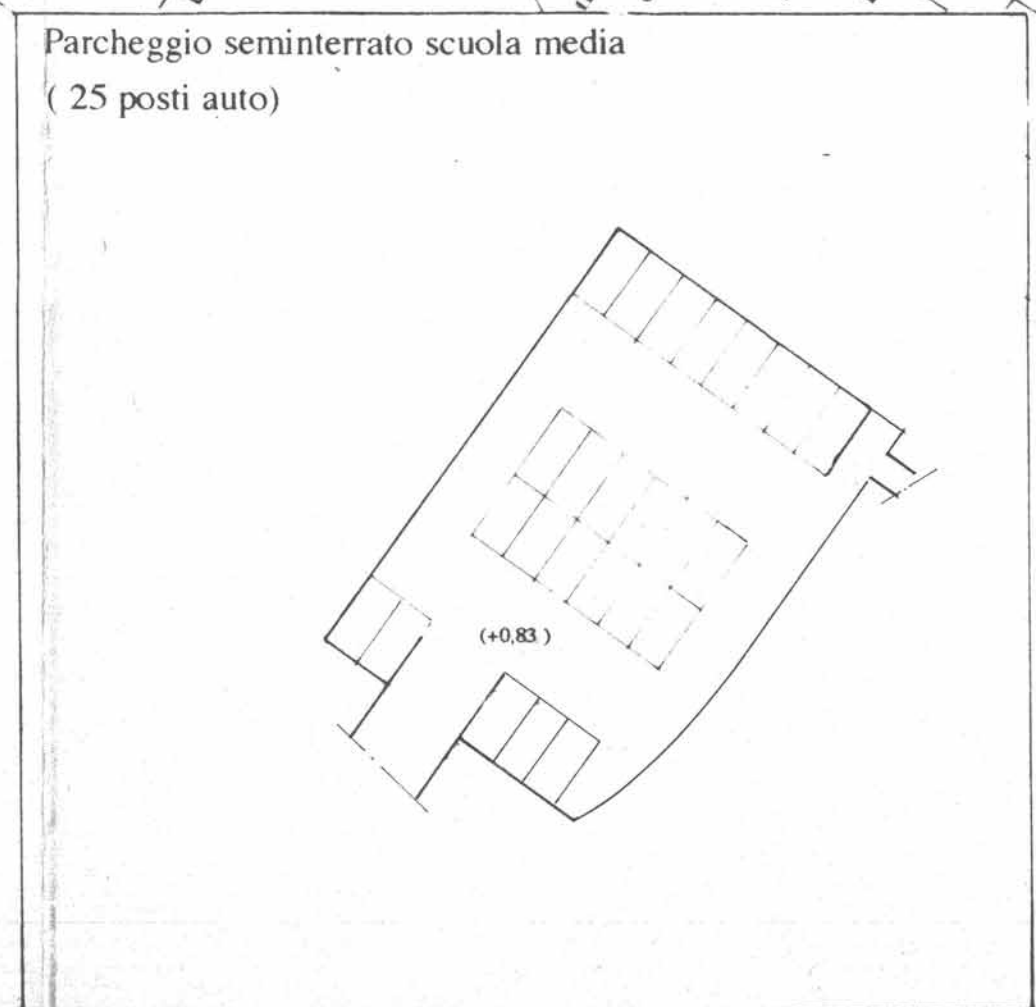 Parcheggio seminterrato scuola media
( 25 posti auto)
(+0,83 )